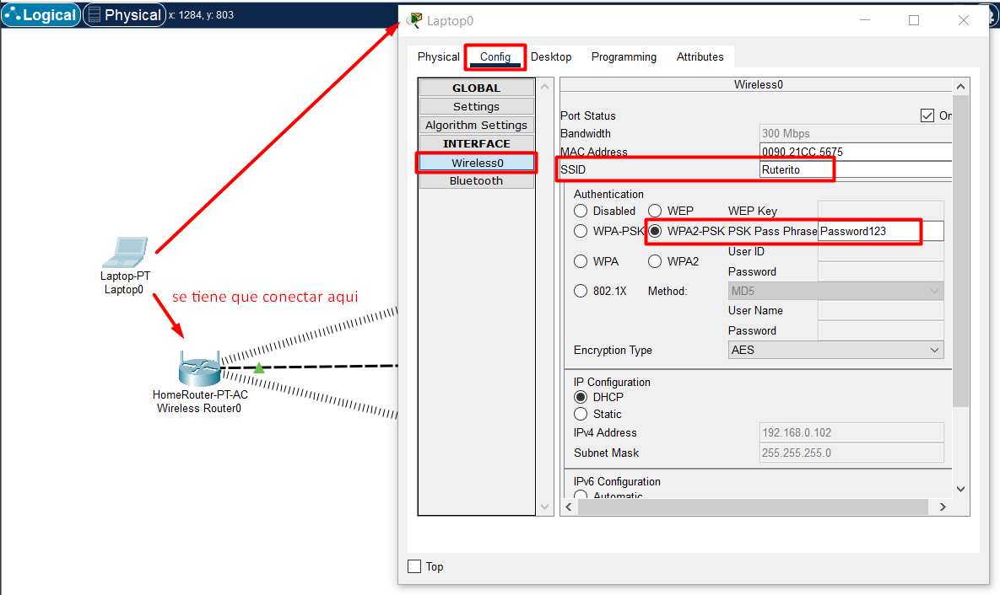 Logical Physical x: 1284, y: 803
Laptop0
Physical Config Desktop Programming Attributes
GLOBAL
Settings
Algorithm Settings
INTERFACE
Wireless0
Bluetooth
Wireless0
Port Status On
Bandwidth 300 Mbps
MAC Address 0090.21CC.5675
SSID Ruterito
Authentication
Disabled WEP WEP Key
WPA-PSK WPA2-PSK PSK Pass Phrase Password123
User ID
WPA WPA2
Password
802.1X Method: MD5
User Name
Password
Encryption Type AES
IP Configuration
DHCP
Static
IPv4 Address 192.168.0.102
Subnet Mask 255.255.255.0
IPv6 Configuration
Automatic
Top
Laptop-PT
Laptop0
se tiene que conectar aqui
HomeRouter-PT-AC
Wireless Router0